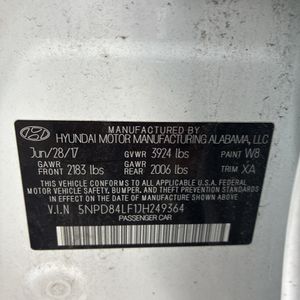 MANUFACTURED BY
HYUNDAI MOTOR MANUFACTURING ALABAMA, LLC
Jun/28/17 GVWR 3924 lbs PAINT W8
GAWR FRONT 2183 lbs GAWR REAR 2006 lbs TRIM XA
THIS VEHICLE CONFORMS TO ALL APPLICABLE U.S.A FEDERAL
MOTOR VEHICLE SAFETY, BUMPER, AND THEFT PREVENTION STANDARDS
IN EFFECT ON THE DATE OF MANUFACTURE SHOWN ABOVE.
V.I.N 5NPD84LF1JH249364
PASSENGER CAR